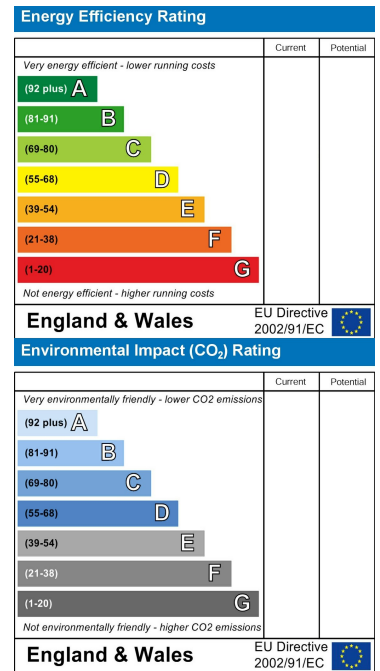 Energy Efficiency Rating
Current Potential
Very energy efficient - lower running costs
(92 plus) A
(81-91) B
(69-80) C
(55-68) D
(39-54) E
(21-38) F
(1-20) G
Not energy efficient - higher running costs
England & Wales
EU Directive
2002/91/EC
Environmental Impact (CO₂) Rating
Current Potential
Very environmentally friendly - lower CO2 emissions
(92 plus) A
(81-91) B
(69-80) C
(55-68) D
(39-54) E
(21-38) F
(1-20) G
Not environmentally friendly - higher CO2 emissions
England & Wales
EU Directive
2002/91/EC